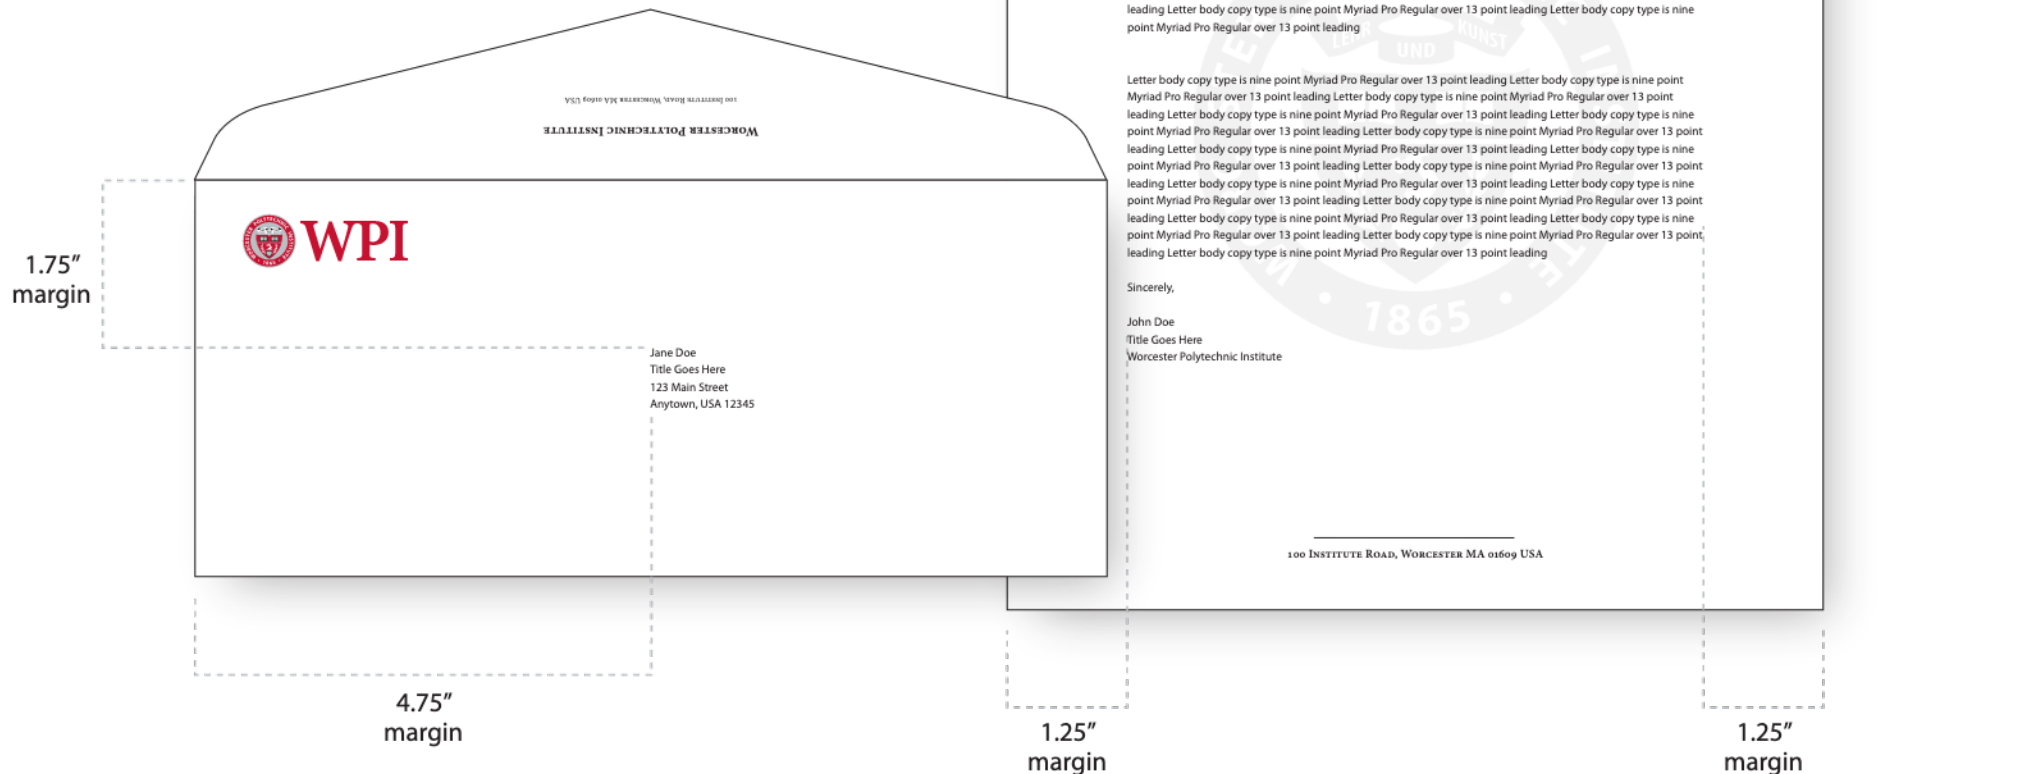 100 Institute Road, Worcester MA 01609 USA
Worcester Polytechnic Institute
WORCESTER POLYTECHNIC INSTITUTE
1865
WPI
1.75”
margin
Jane Doe
Title Goes Here
123 Main Street
Anytown, USA 12345
4.75”
margin
leading Letter body copy type is nine point Myriad Pro Regular over 13 point leading Letter body copy type is nine
point Myriad Pro Regular over 13 point leading
LEHR
UND
KUNST
Letter body copy type is nine point Myriad Pro Regular over 13 point leading Letter body copy type is nine point
Myriad Pro Regular over 13 point leading Letter body copy type is nine point Myriad Pro Regular over 13 point
leading Letter body copy type is nine point Myriad Pro Regular over 13 point leading Letter body copy type is nine
point Myriad Pro Regular over 13 point leading Letter body copy type is nine point Myriad Pro Regular over 13 point
leading Letter body copy type is nine point Myriad Pro Regular over 13 point leading Letter body copy type is nine
point Myriad Pro Regular over 13 point leading Letter body copy type is nine point Myriad Pro Regular over 13 point
leading Letter body copy type is nine point Myriad Pro Regular over 13 point leading Letter body copy type is nine
point Myriad Pro Regular over 13 point leading Letter body copy type is nine point Myriad Pro Regular over 13 point
leading Letter body copy type is nine point Myriad Pro Regular over 13 point leading Letter body copy type is nine
point Myriad Pro Regular over 13 point leading Letter body copy type is nine point Myriad Pro Regular over 13 point
leading Letter body copy type is nine point Myriad Pro Regular over 13 point leading
Sincerely,
1865
John Doe
Title Goes Here
Worcester Polytechnic Institute
100 Institute Road, Worcester MA 01609 USA
1.25”
margin
1.25”
margin